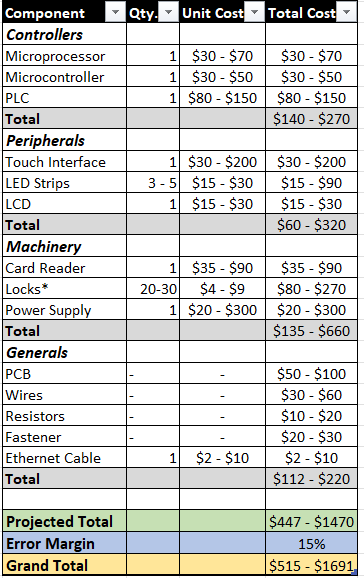 Component Qty. Unit Cost Total Cost
Controllers
Microprocessor 1 $30 - $70 $30 - $70
Microcontroller 1 $30 - $50 $30 - $50
PLC 1 $80 - $150 $80 - $150
Total $140 - $270
Peripherals
Touch Interface 1 $30 - $200 $30 - $200
LED Strips 3 - 5 $15 - $30 $15 - $90
LCD 1 $15 - $30 $15 - $30
Total $60 - $320
Machinery
Card Reader 1 $35 - $90 $35 - $90
Locks* 20-30 $4 - $9 $80 - $270
Power Supply 1 $20 - $300 $20 - $300
Total $135 - $660
Generals
PCB - - $50 - $100
Wires - - $30 - $60
Resistors - - $10 - $20
Fastener - - $20 - $30
Ethernet Cable 1 $2 - $10 $2 - $10
Total $112 - $220
Projected Total $447 - $1470
Error Margin 15%
Grand Total $515 - $1691